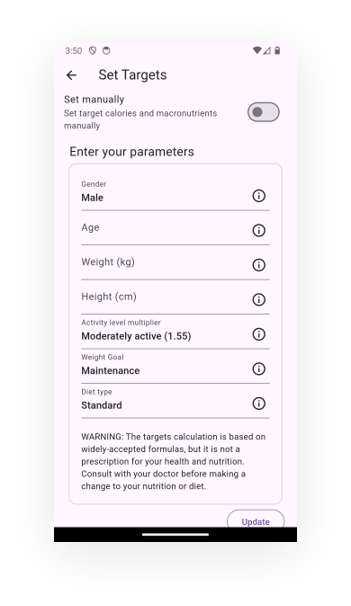 3:50
Set Targets
Set manually
Set target calories and macronutrients
manually
Enter your parameters
Gender
Male
Age
Weight (kg)
Height (cm)
Activity level multiplier
Moderately active (1.55)
Weight Goal
Maintenance
Diet type
Standard
WARNING: The targets calculation is based on
widely-accepted formulas, but it is not a
prescription for your health and nutrition.
Consult with your doctor before making a
change to your nutrition or diet.
Update